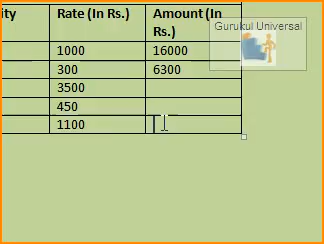 ity Rate (In Rs.) Amount (In
Rs.)
Gurukul Universal
1000 16000
300 6300
3500
450
1100